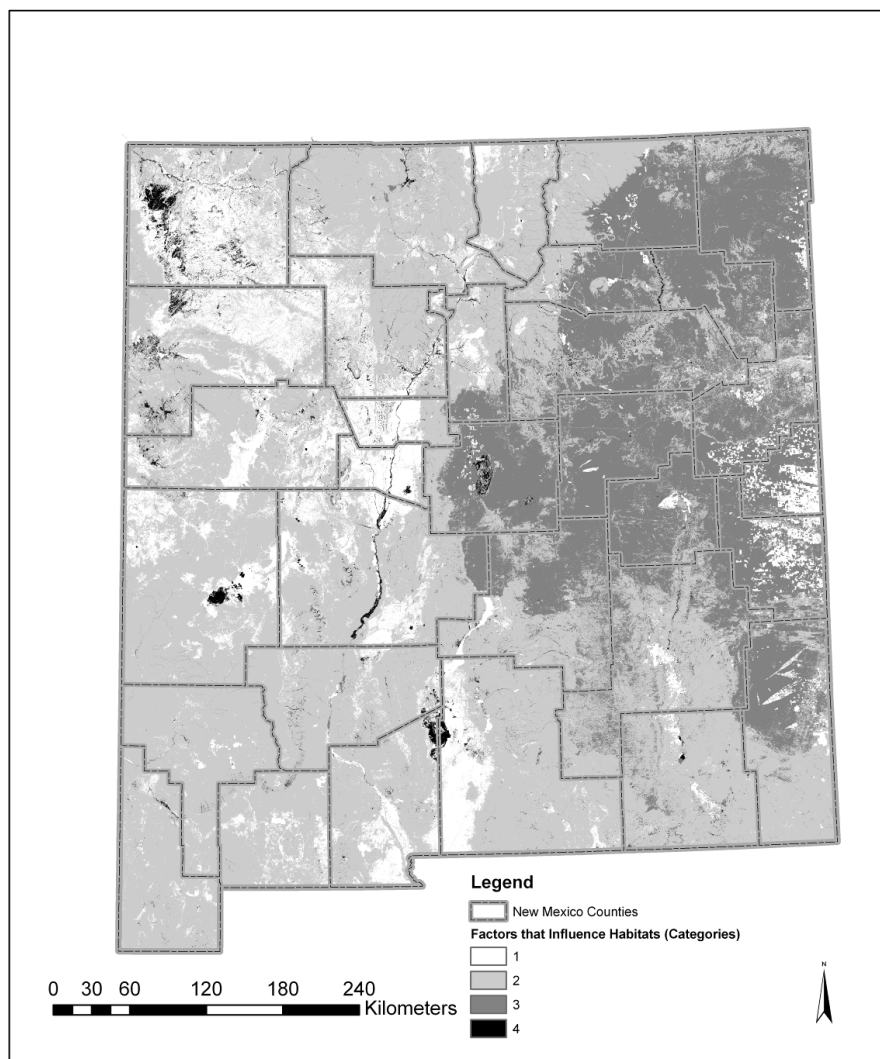 Legend
New Mexico Counties
Factors that Influence Habitats (Categories)
1
2
3
4
0 30 60 120 180 240
Kilometers
N